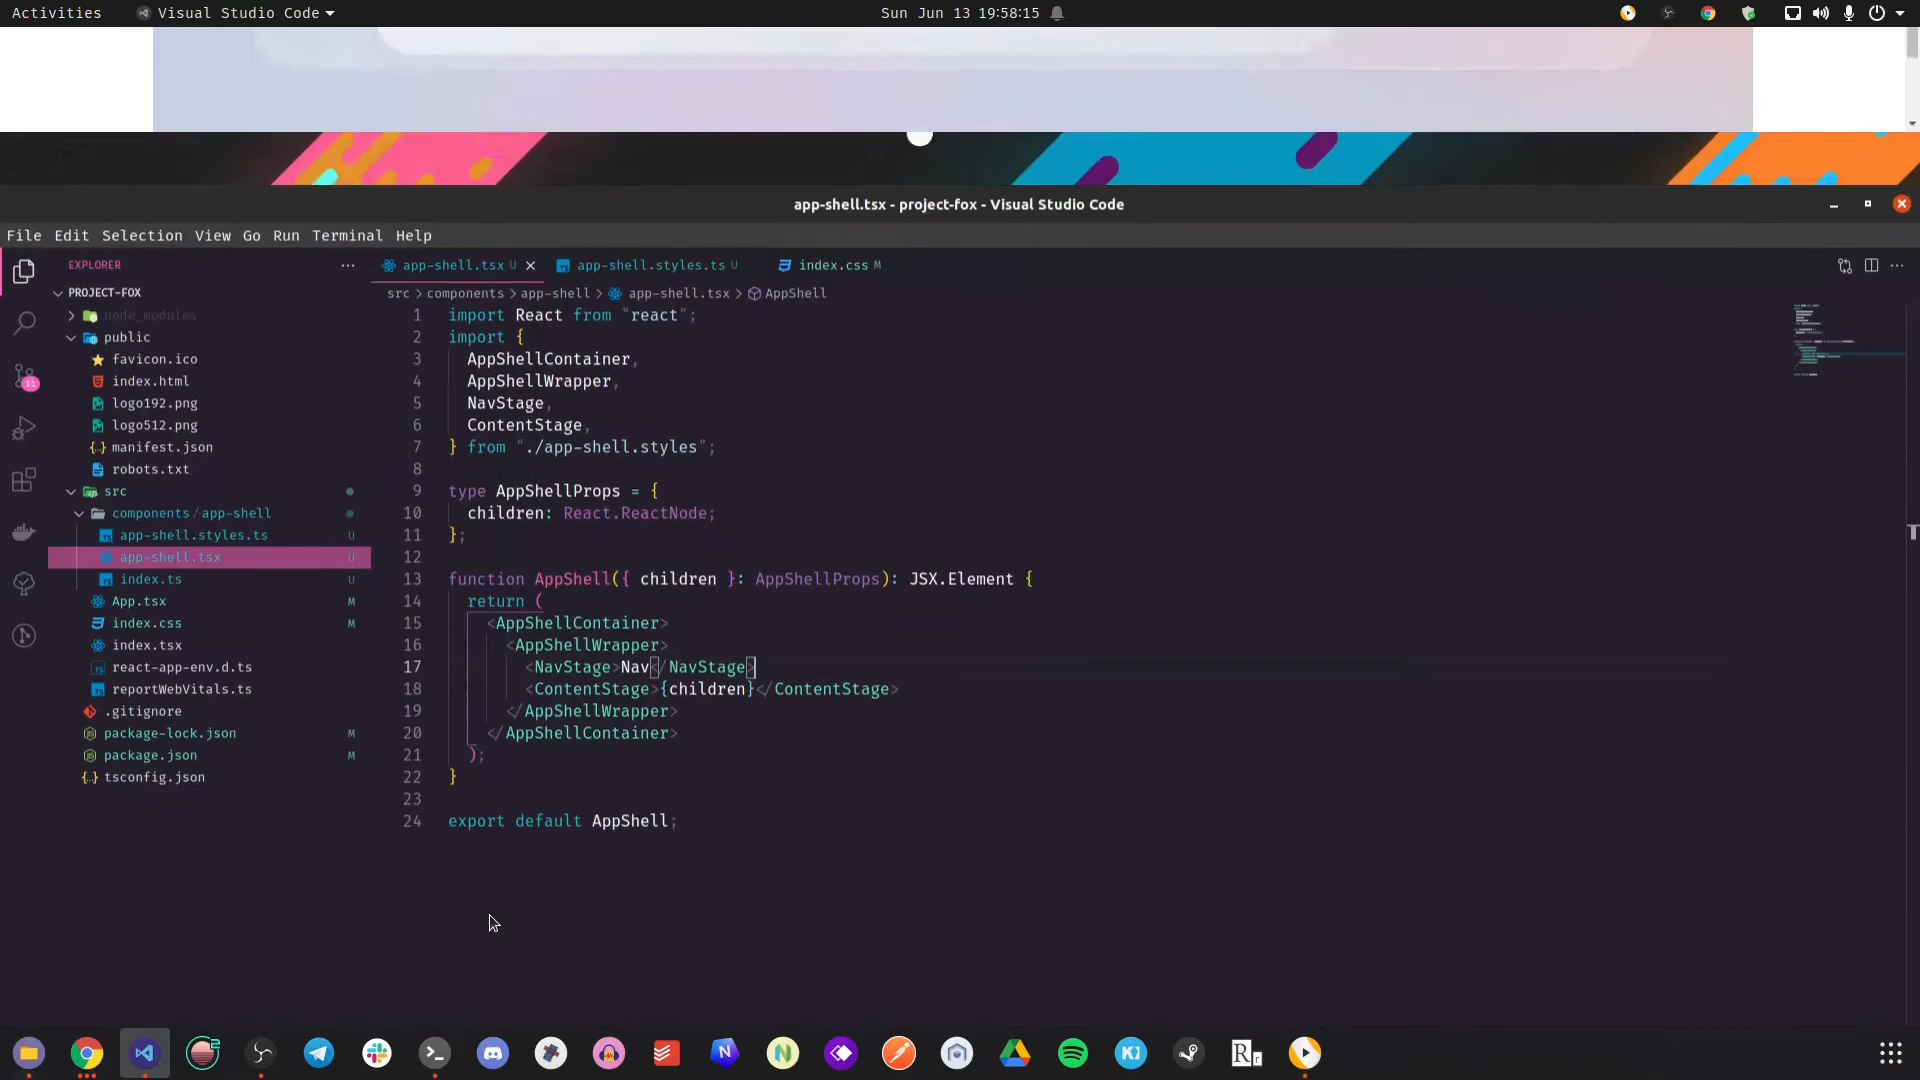 Activities
Visual Studio Code
Sun Jun 13 19:58:15
app-shell.tsx - project-fox - Visual Studio Code
File Edit Selection View Go Run Terminal Help
EXPLORER
PROJECT-FOX
node_modules
public
favicon.ico
index.html
logo192.png
logo512.png
{..} manifest.json
robots.txt
src
components/app-shell
app-shell.styles.ts U
app-shell.tsx U
index.ts U
App.tsx M
index.css M
index.tsx
react-app-env.d.ts
reportWebVitals.ts
.gitignore
package-lock.json M
package.json M
{..} tsconfig.json
11
app-shell.tsx U
app-shell.styles.ts U
index.css M
src > components > app-shell > app-shell.tsx > AppShell
1 import React from "react";
2 import {
3 AppShellContainer,
4 AppShellWrapper,
5 NavStage,
6 ContentStage,
7 } from "./app-shell.styles";
8
9 type AppShellProps = {
10 children: React.ReactNode;
11 };
12
13 function AppShell({ children }: AppShellProps): JSX.Element {
14 return (
15 <AppShellContainer>
16 <AppShellWrapper>
17 <NavStage>Nav</NavStage>
18 <ContentStage>{children}</ContentStage>
19 </AppShellWrapper>
20 </AppShellContainer>
21 );
22 }
23
24 export default AppShell;